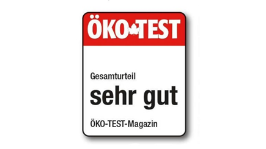 ÖKO-TEST
Gesamturteil
sehr gut
ÖKO-TEST-Magazin